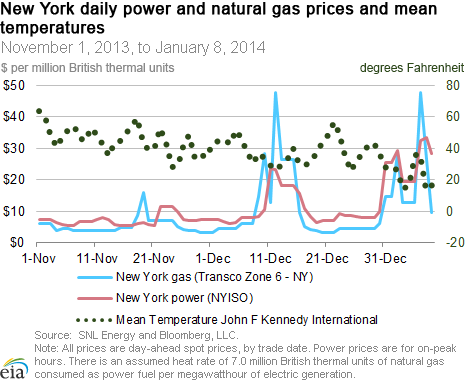 New York daily power and natural gas prices and mean
temperatures
November 1, 2013, to January 8, 2014
$ per million British thermal units degrees Fahrenheit
$50 80
$40 60
$30 40
$20 20
$10 0
$0 -20
1-Nov 11-Nov 21-Nov 1-Dec 11-Dec 21-Dec 31-Dec
New York gas (Transco Zone 6 - NY)
New York power (NYISO)
Mean Temperature John F Kennedy International
Source: SNL Energy and Bloomberg, LLC.
Note: All prices are day-ahead spot prices, by trade date. Power prices are for on-peak
hours. There is an assumed heat rate of 7.0 million British thermal units of natural gas
consumed as power fuel per megawatthour of electric generation.
eia